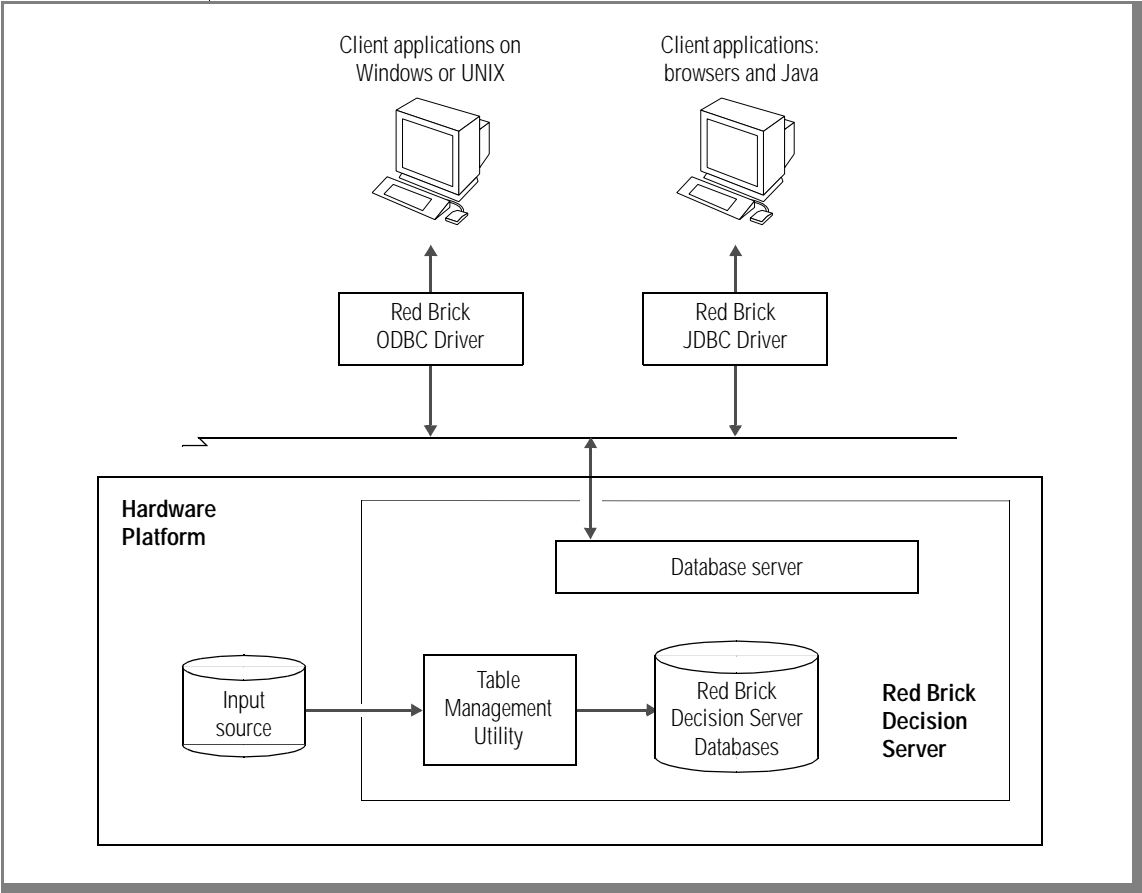 Client applications on
Windows or UNIX
Client applications:
browsers and Java
Red Brick
ODBC Driver
Red Brick
JDBC Driver
Hardware
Platform
Database server
Input
source
Table
Management
Utility
Red Brick
Decision Server
Databases
Red Brick
Decision
Server